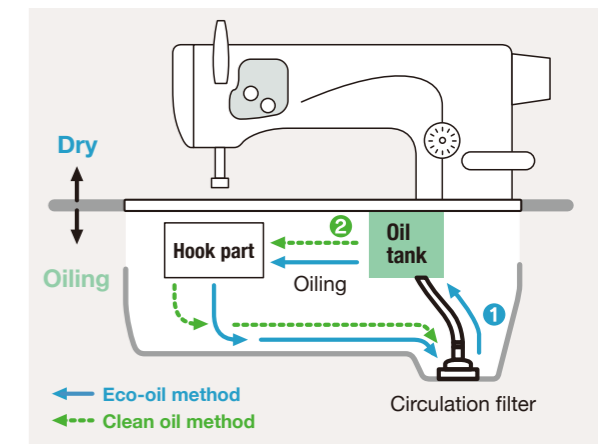 Dry
Oiling
Hook part
2
Oil
tank
Oiling
1
Circulation filter
Eco-oil method
Clean oil method